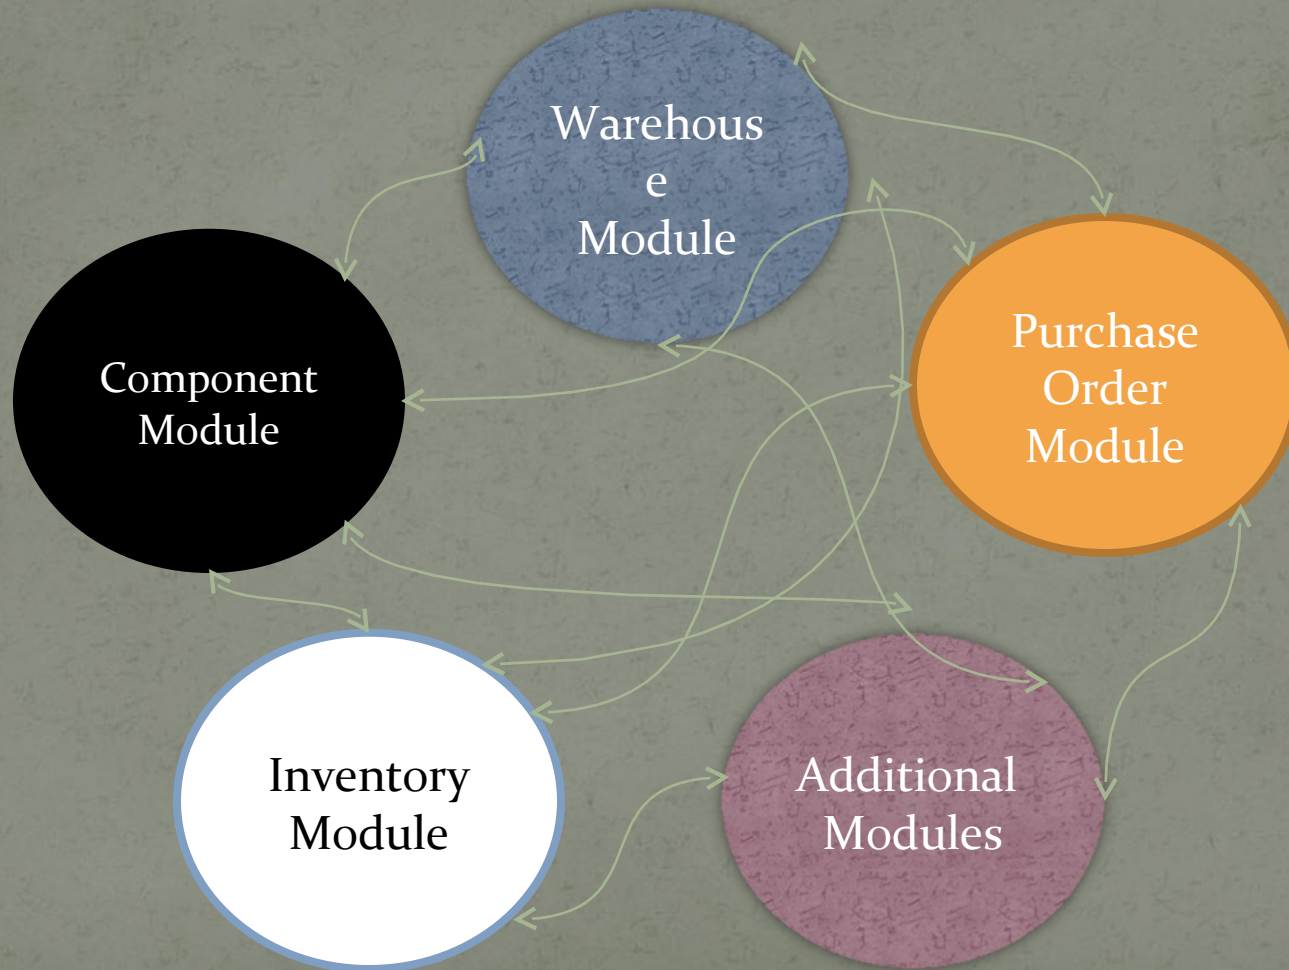 Warehous
e
Module
Component
Module
Purchase
Order
Module
Inventory
Module
Additional
Modules